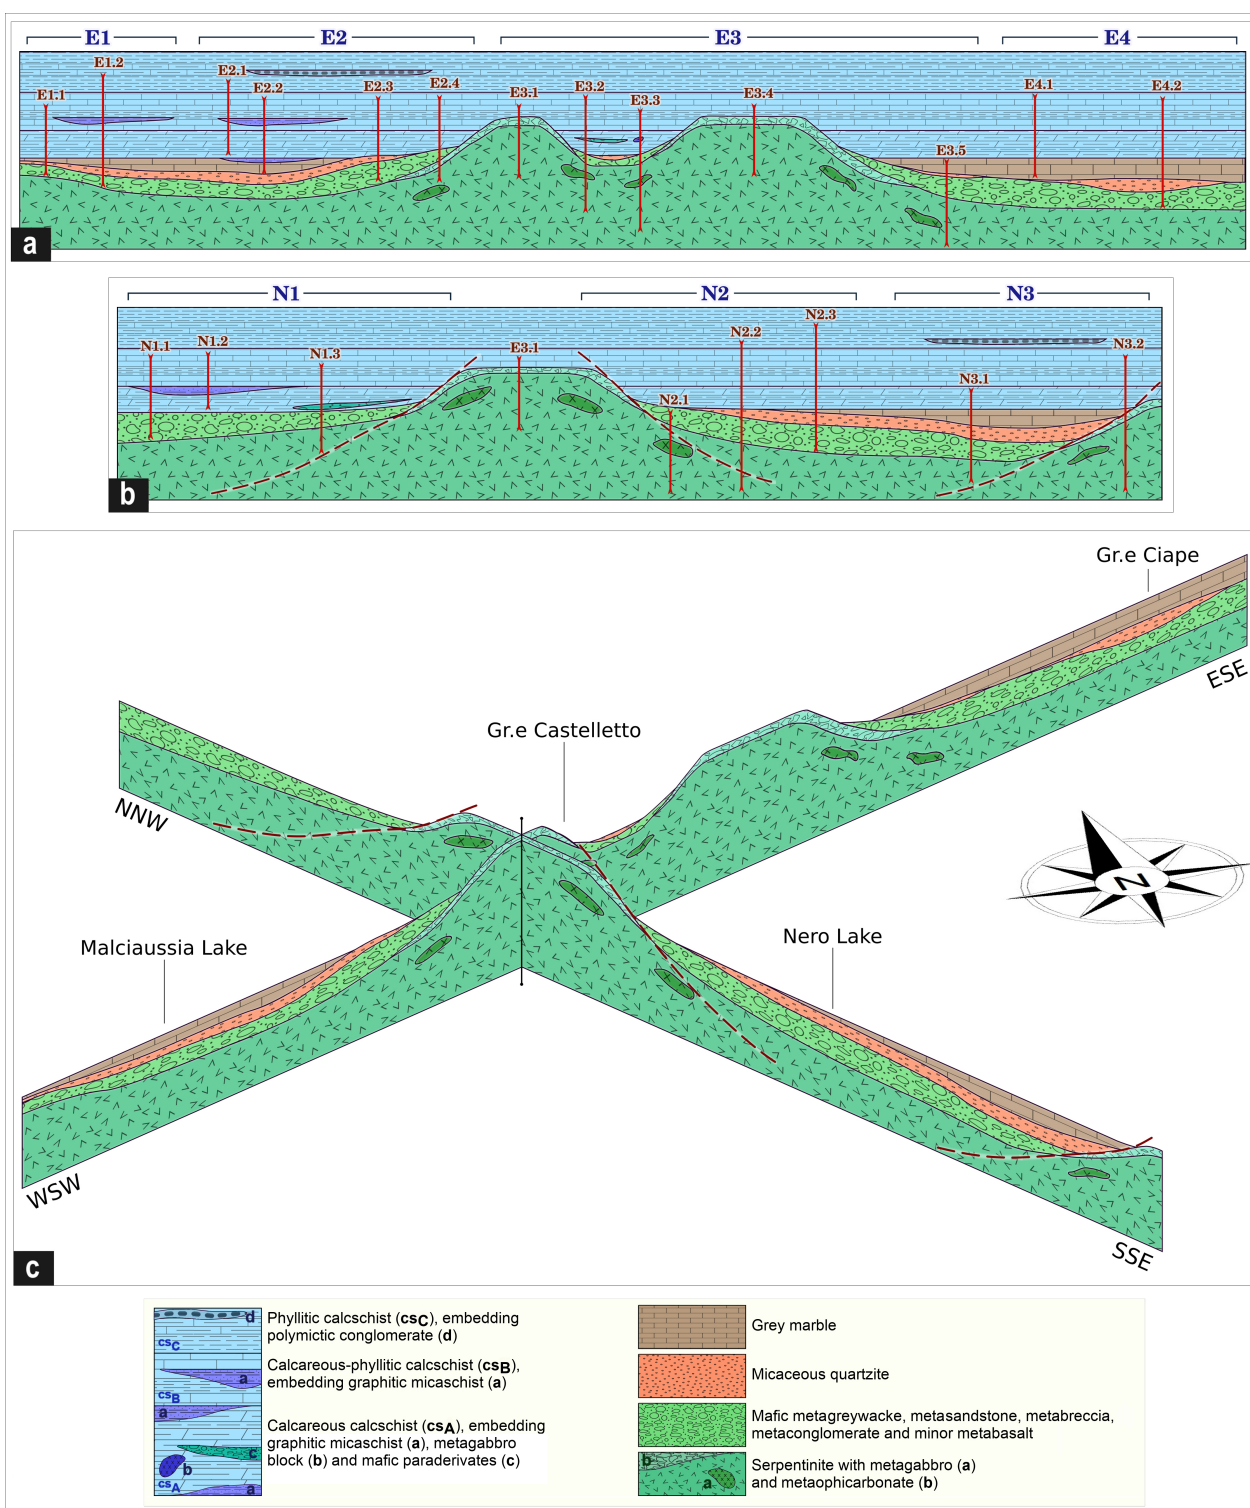 E1 E2 E3 E4
E1.2
E2.1
E1.1 E2.2 E2.3 E2.4 E3.1 E3.2 E3.3 E3.4 E4.1 E4.2
E3.5
a
N1 N2 N3
N1.1 N1.2 N1.3 E3.1 N2.2 N2.3 N3.2
N2.1 N3.1
b
Gr.e Ciape
ESE
Gr.e Castelletto
NNW
N
Malciaussia Lake
Nero Lake
WSW
SSE
c
d
csC
a
csB
a
c
b
csA
a
Phyllitic calcschist (csC), embedding
polymictic conglomerate (d)
Calcareous-phyllitic calcschist (csB),
embedding graphitic micaschist (a)
Calcareous calcschist (csA), embedding
graphitic micaschist (a), metagabbro
block (b) and mafic paraderivates (c)
Grey marble
Micaceous quartzite
Mafic metagreywacke, metasandstone, metabreccia,
metaconglomerate and minor metabasalt
b
a
Serpentinite with metagabbro (a)
and metaophicarbonate (b)